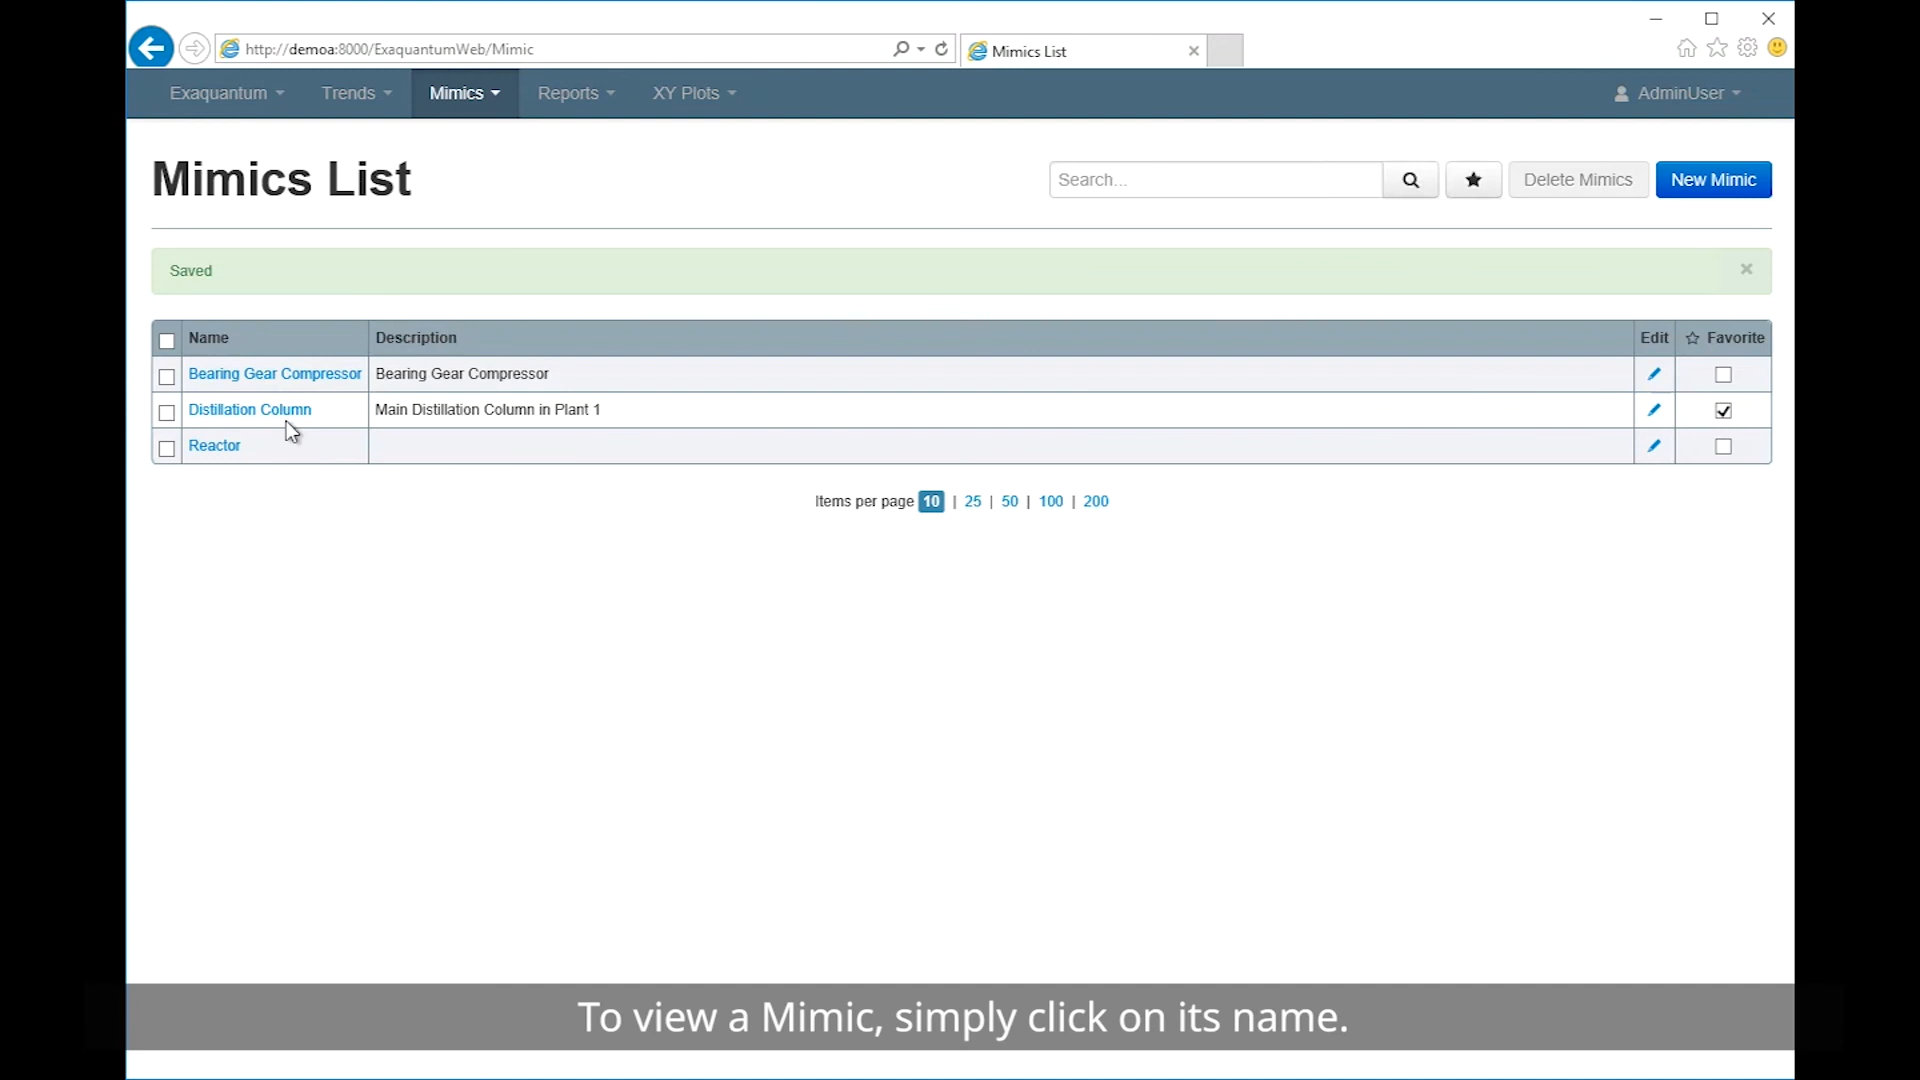 http://demoa:8000/ExaquantumWeb/Mimic
Mimics List
Exaquantum Trends Mimics Reports XY Plots AdminUser
Mimics List
Search... Delete Mimics New Mimic
Saved
Name Description Edit Favorite
Bearing Gear Compressor Bearing Gear Compressor
Distillation Column Main Distillation Column in Plant 1
Reactor
Items per page 10 | 25 | 50 | 100 | 200
To view a Mimic, simply click on its name.